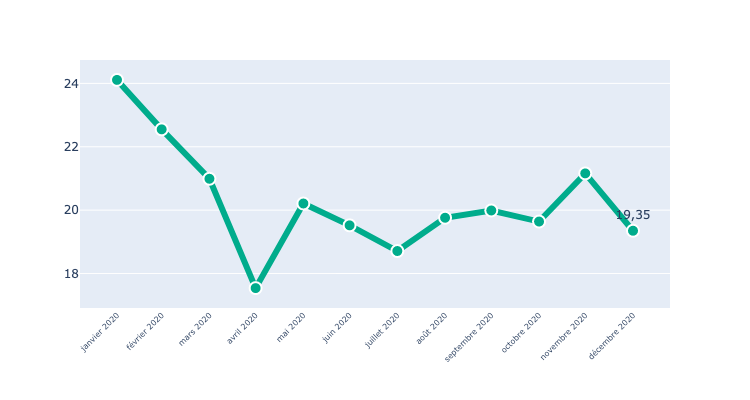 24
22
20
18
19,35
janvier 2020
février 2020
mars 2020
avril 2020
mai 2020
juin 2020
juillet 2020
août 2020
septembre 2020
octobre 2020
novembre 2020
décembre 2020